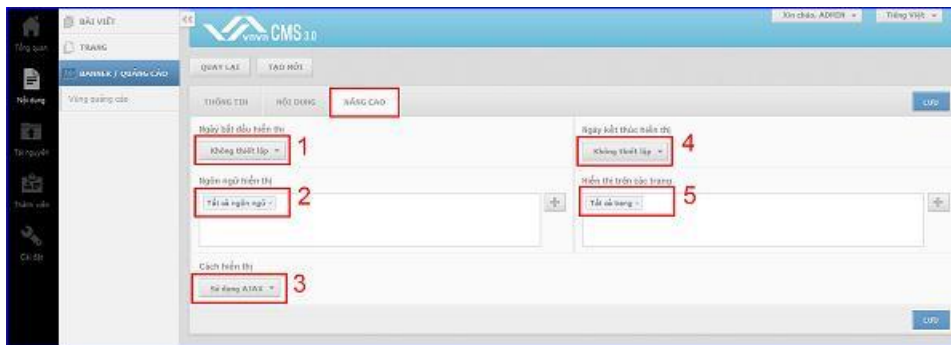 Tổng quan
Nội dung
Tài nguyên
Thành viên
Cài đặt
BÀI VIẾT
TRANG
BANNER / QUẢNG CÁO
Vùng quảng cáo
vnva CMS 3.0
Xin chào, ADMIN
Tiếng Việt
QUAY LẠI
TẠO MỚI
THÔNG TIN
NỘI DUNG
NÂNG CAO
LƯU
Ngày bắt đầu hiển thị
Không thiết lập
1
Ngày kết thúc hiển thị
Không thiết lập
4
Ngôn ngữ hiển thị
Tất cả ngôn ngữ
2
Hiển thị trên các trang
Tất cả trang
5
Cách hiển thị
Sử dụng AJAX
3
LƯU